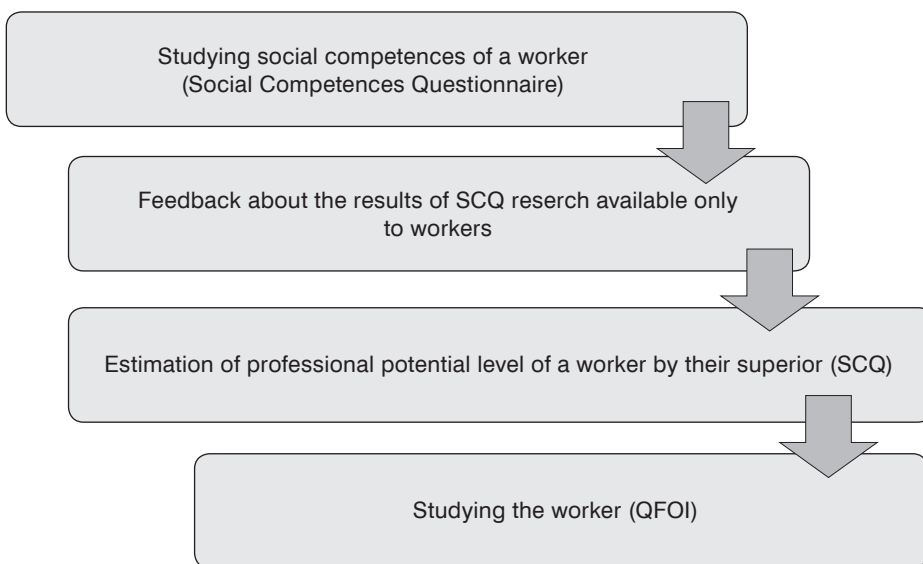 Studying social competences of a worker
(Social Competences Questionnaire)
Feedback about the results of SCQ reserch available only
to workers
Estimation of professional potential level of a worker by their superior (SCQ)
Studying the worker (QFOI)